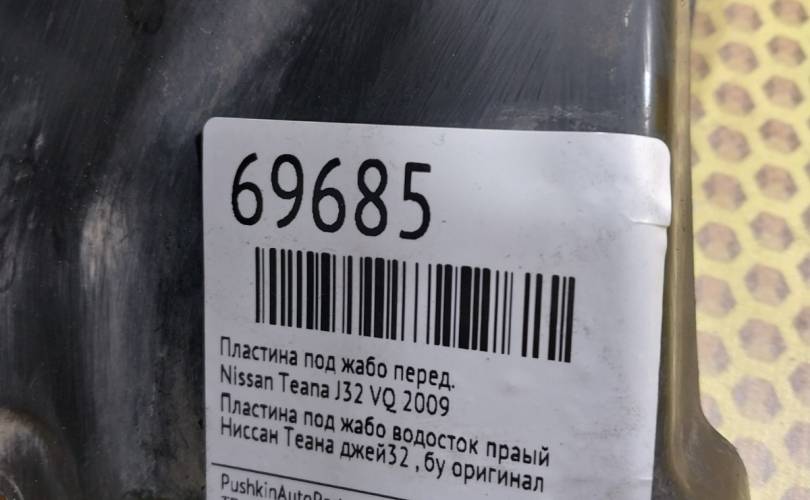 69685
Пластина под жабо перед.
Nissan Teana J32 VQ 2009
Пластина под жабо водосток праый
Ниссан Теана джей32 , бу оригинал